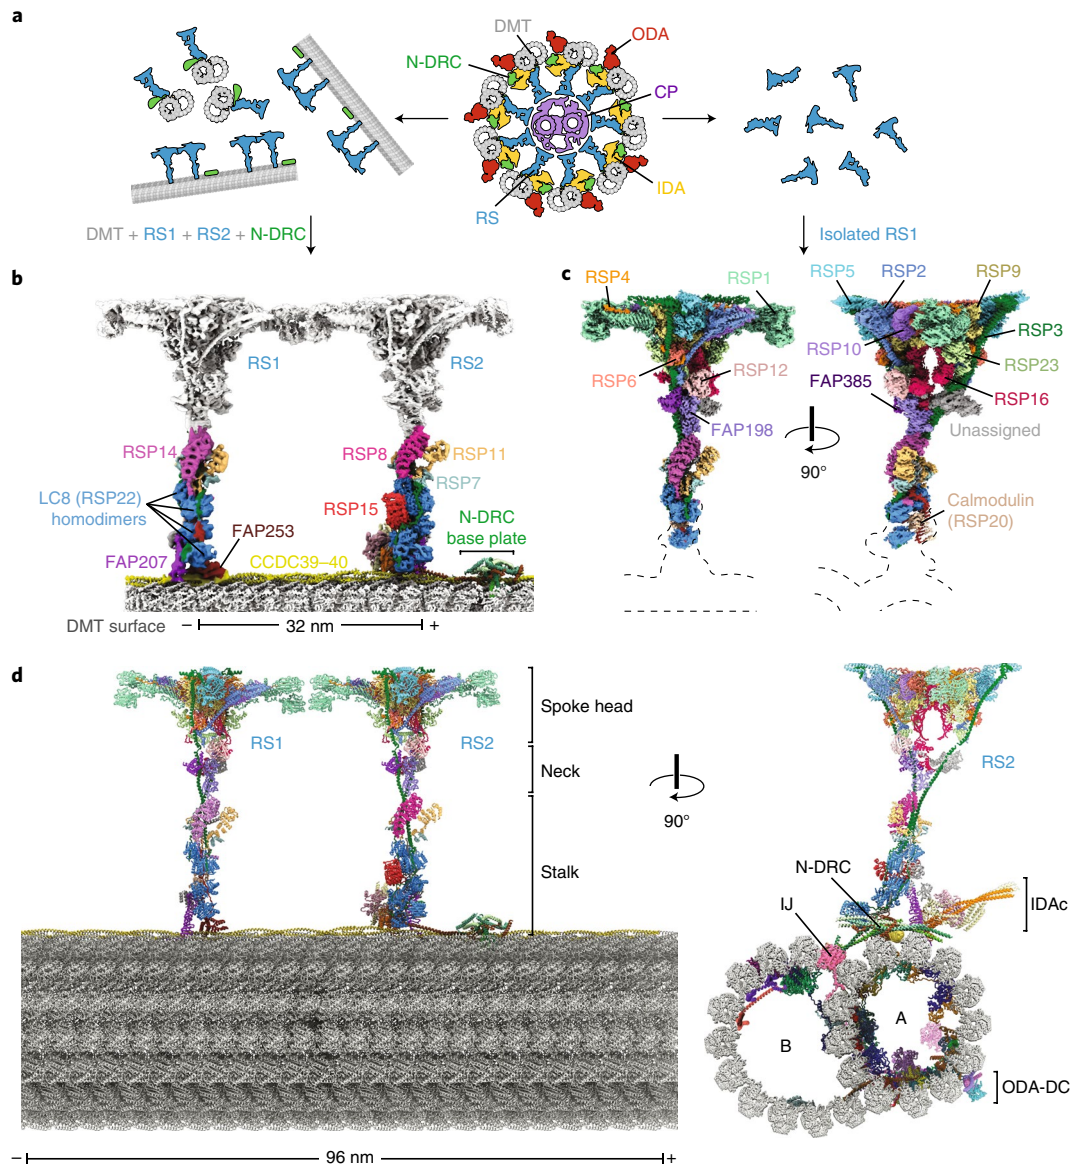 a
DMT
ODA
N-DRC
CP
IDA
RS
DMT + RS1 + RS2 + N-DRC
Isolated RS1
b
RS1
RS2
RSP14
RSP8
RSP11
RSP7
LC8 (RSP22)
homodimers
RSP15
FAP253
N-DRC
base plate
FAP207
CCDC39–40
DMT surface
–
32 nm
+
c
RSP4
RSP1
RSP5
RSP2
RSP9
RSP3
RSP10
RSP6
RSP12
RSP23
FAP385
RSP16
FAP198
Unassigned
90°
Calmodulin
(RSP20)
d
RS1
RS2
Spoke head
Neck
Stalk
90°
RS2
N-DRC
IJ
IDAc
A
B
ODA-DC
–
96 nm
+